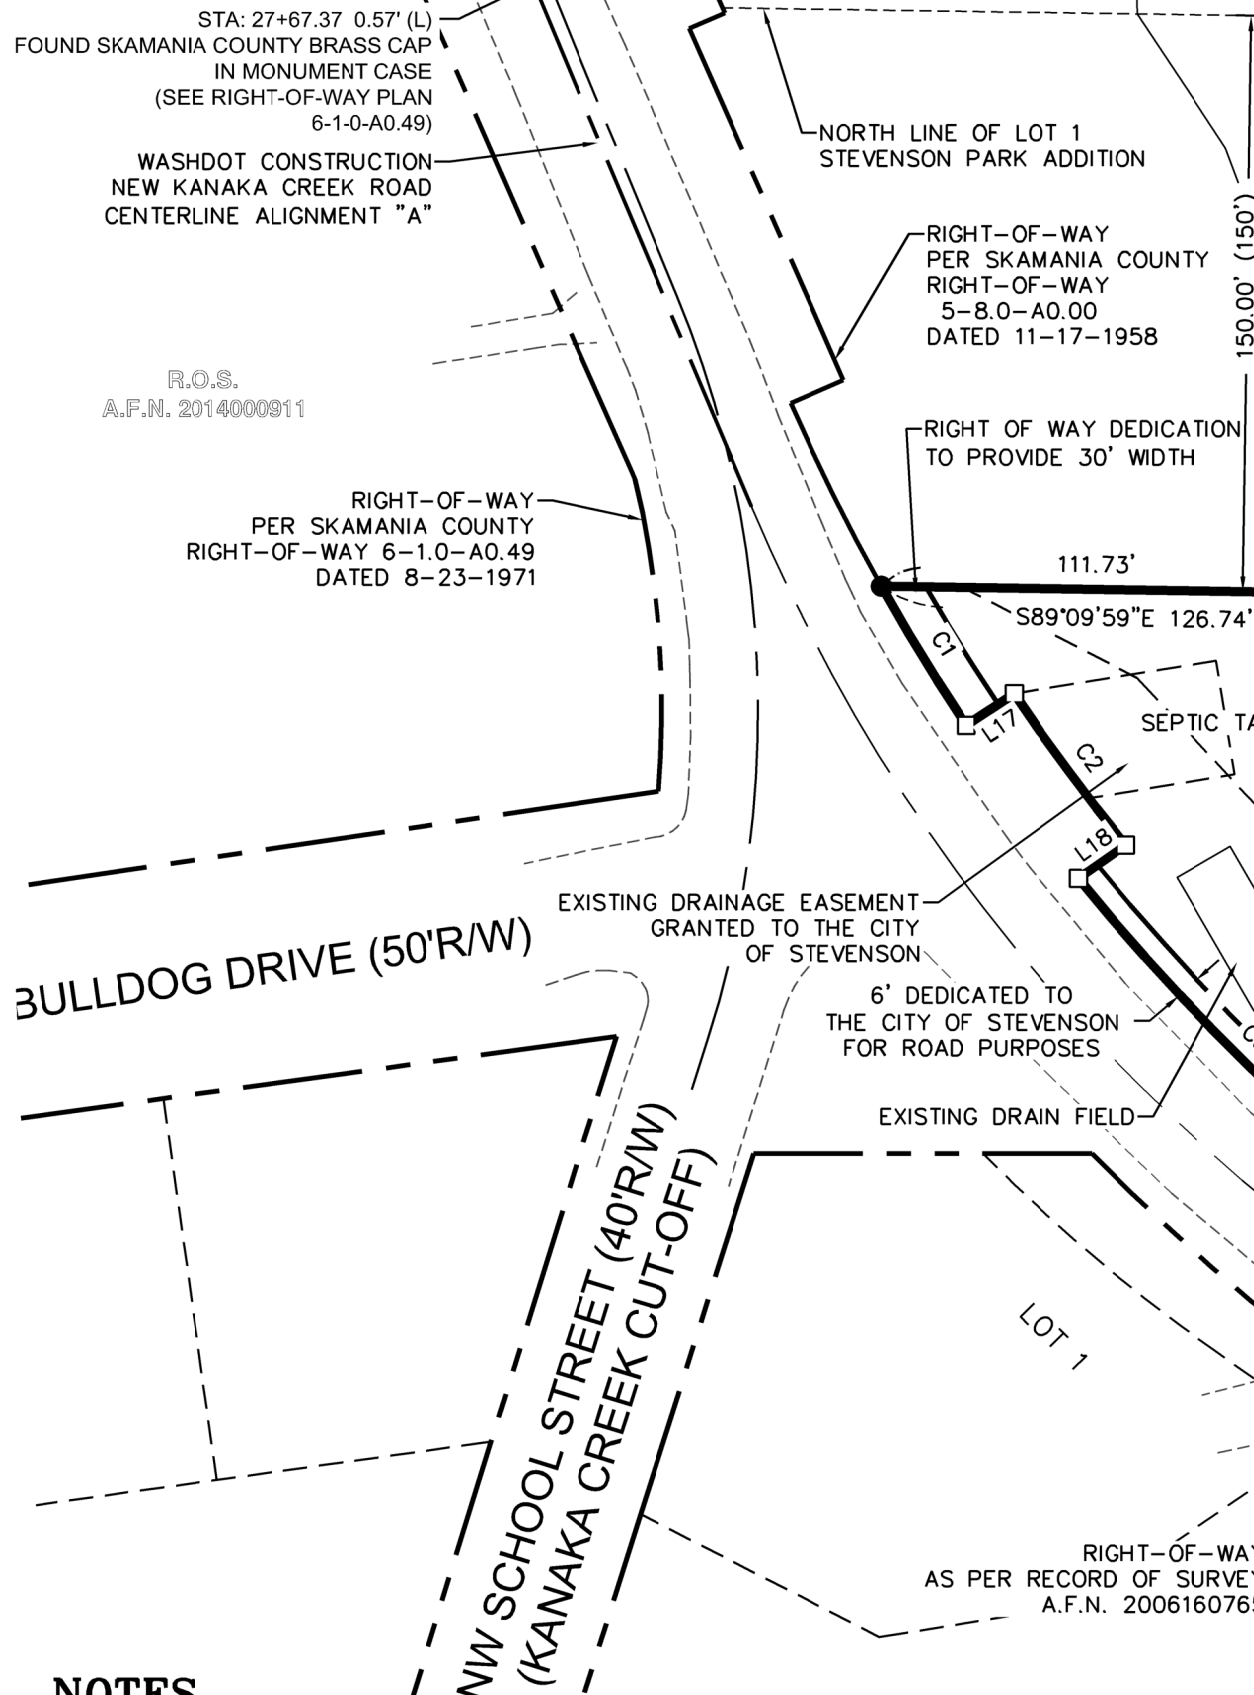 STA: 27+67.37 0.57' (L)
FOUND SKAMANIA COUNTY BRASS CAP
IN MONUMENT CASE
(SEE RIGHT-OF-WAY PLAN
6-1-0-A0.49)
WASHDOT CONSTRUCTION
NEW KANAKA CREEK ROAD
CENTERLINE ALIGNMENT "A"
NORTH LINE OF LOT 1
STEVENSON PARK ADDITION
150.00' (150')
RIGHT-OF-WAY
PER SKAMANIA COUNTY
RIGHT-OF-WAY
5-8.0-A0.00
DATED 11-17-1958
R.O.S.
A.F.N. 2014000911
RIGHT OF WAY DEDICATION
TO PROVIDE 30' WIDTH
RIGHT-OF-WAY
PER SKAMANIA COUNTY
RIGHT-OF-WAY 6-1.0-A0.49
DATED 8-23-1971
111.73'
S89°09'59"E 126.74'
C1
L17
SEPTIC TA
C2
L18
EXISTING DRAINAGE EASEMENT
GRANTED TO THE CITY
OF STEVENSON
BULLDOG DRIVE (50'R/W)
6' DEDICATED TO
THE CITY OF STEVENSON
FOR ROAD PURPOSES
EXISTING DRAIN FIELD
NW SCHOOL STREET (40'R/W)
(KANAKA CREEK CUT-OFF)
LOT 1
RIGHT-OF-WAY
AS PER RECORD OF SURVEY
A.F.N. 2006160765
NOTES